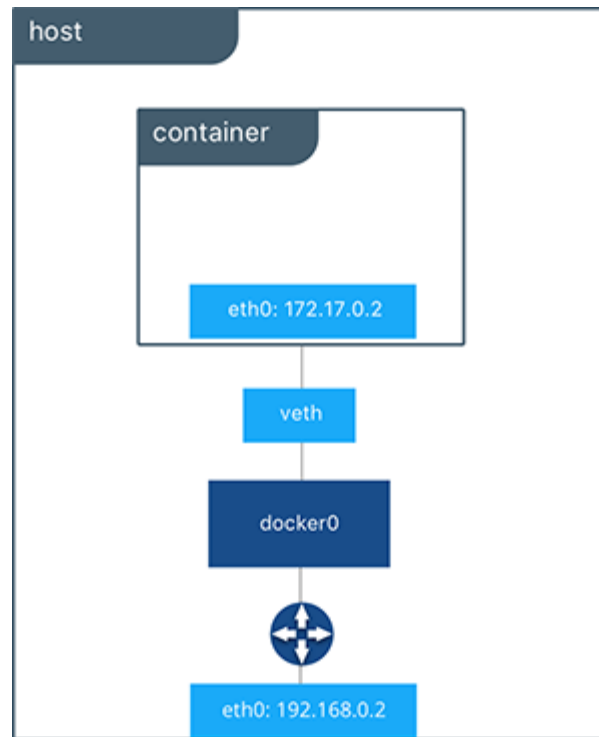 host
container
eth0: 172.17.0.2
veth
docker0
eth0: 192.168.0.2